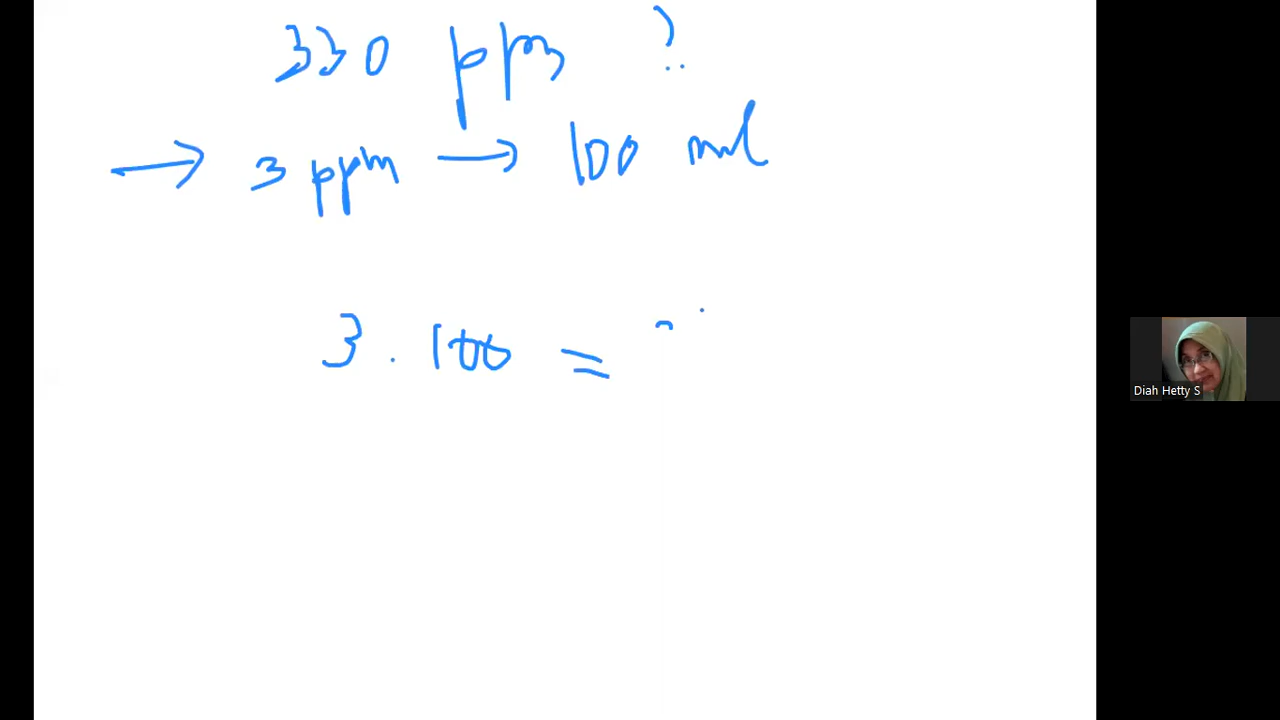 330 ppm ?
→ 3 ppm → 100 ml
3 . 100 =
Diah Hetty S